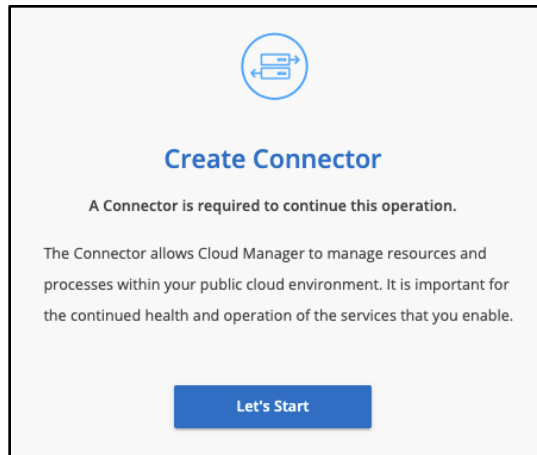 Create Connector
A Connector is required to continue this operation.
The Connector allows Cloud Manager to manage resources and
processes within your public cloud environment. It is important for
the continued health and operation of the services that you enable.
Let's Start